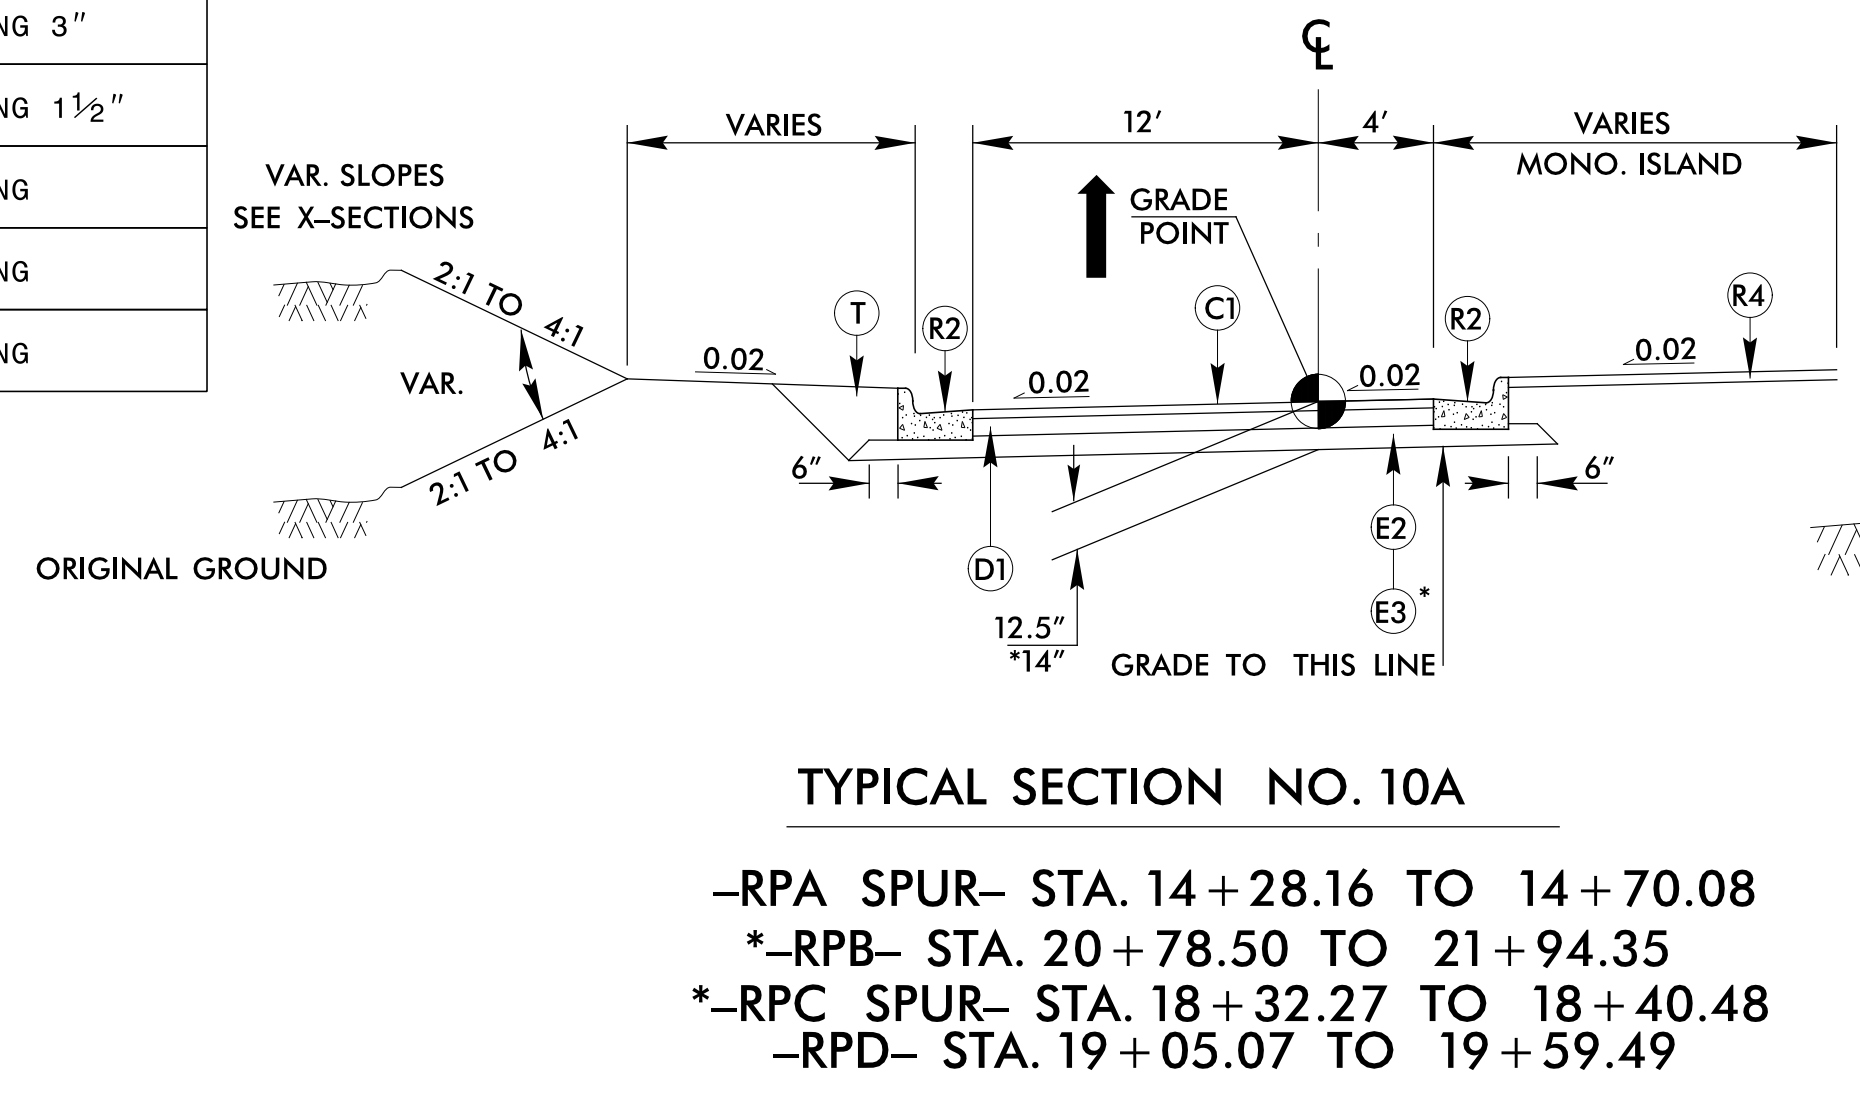 NG 3"
NG 1½"
NG
NG
NG
℄
VARIES
12'
4'
VARIES
MONO. ISLAND
VAR. SLOPES
SEE X–SECTIONS
GRADE
POINT
2:1 TO 4:1
T
R2
C1
R2
R4
VAR.
0.02
0.02
0.02
0.02
2:1 TO 4:1
6"
6"
ORIGINAL GROUND
D1
E2
E3 *
12.5"
*14"
GRADE TO THIS LINE
TYPICAL SECTION NO. 10A
–RPA SPUR– STA. 14+28.16 TO 14+70.08
*–RPB– STA. 20+78.50 TO 21+94.35
*–RPC SPUR– STA. 18+32.27 TO 18+40.48
–RPD– STA. 19+05.07 TO 19+59.49